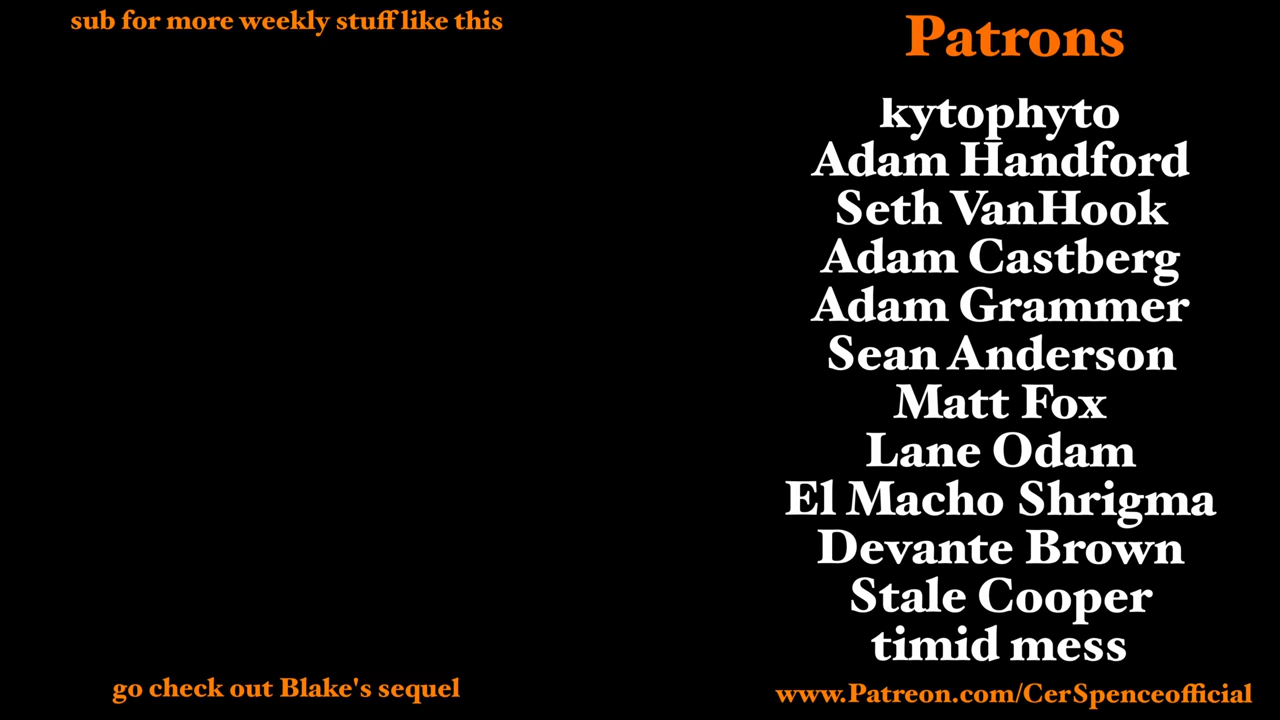 sub for more weekly stuff like this
Patrons
kytophyto
Adam Handford
Seth VanHook
Adam Castberg
Adam Grammer
Sean Anderson
Matt Fox
Lane Odam
El Macho Shrigma
Devante Brown
Stale Cooper
timid mess
go check out Blake's sequel
www.Patreon.com/CerSpenceofficial